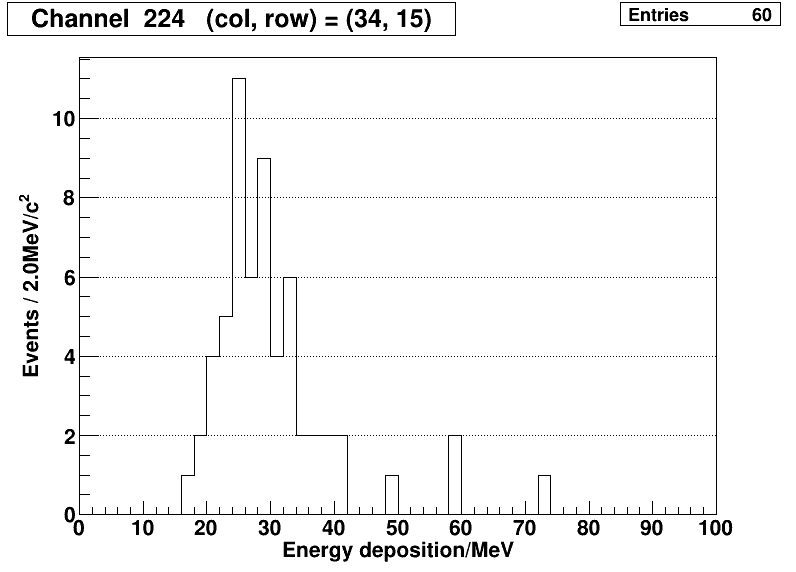 Channel  224   (col, row) = (34, 15)
Entries 60
Events / 2.0MeV/c²
10
8
6
4
2
0
0 10 20 30 40 50 60 70 80 90 100
Energy deposition/MeV